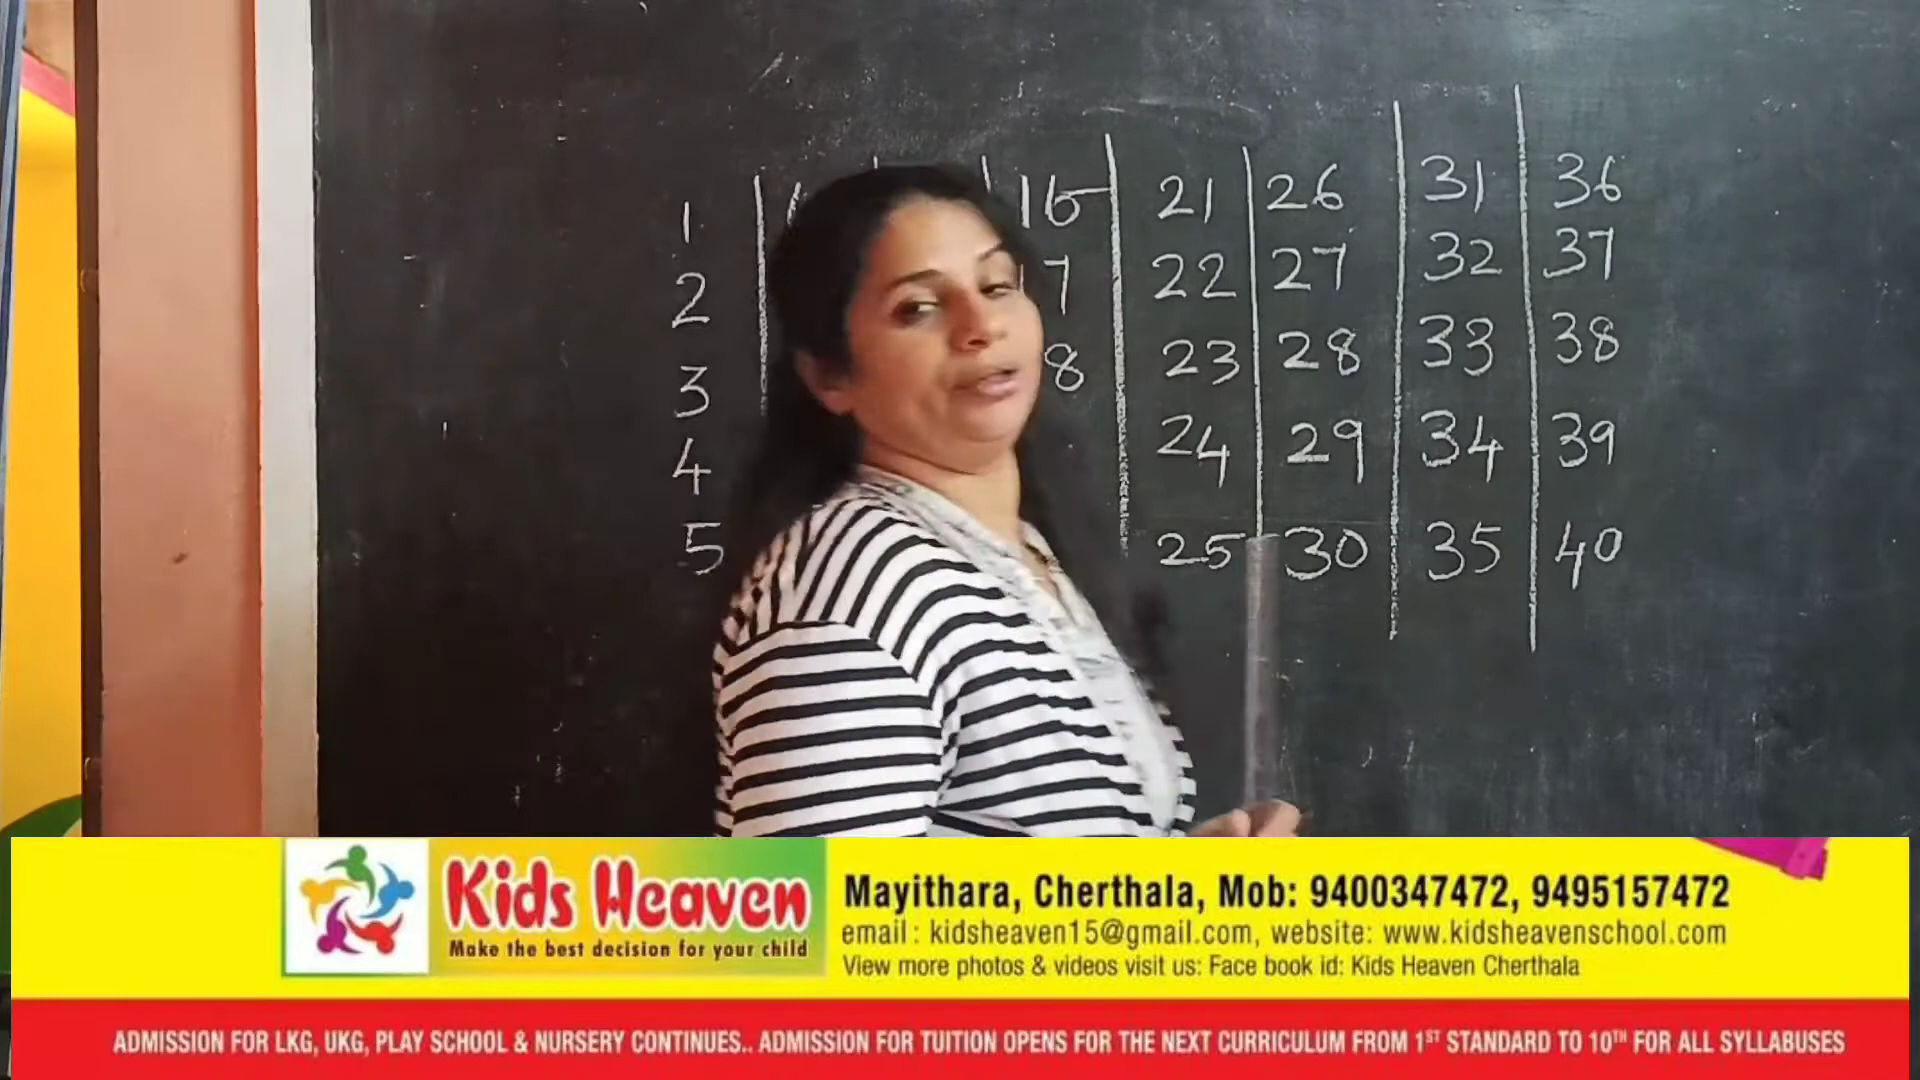 1 16 21 26 31 36
2 7 22 27 32 37
3 8 23 28 33 38
4 24 29 34 39
5 25 30 35 40
Kids Heaven
Make the best decision for your child
Mayithara, Cherthala, Mob: 9400347472, 9495157472
email : kidsheaven15@gmail.com, website: www.kidsheavenschool.com
View more photos & videos visit us: Face book id: Kids Heaven Cherthala
ADMISSION FOR LKG, UKG, PLAY SCHOOL & NURSERY CONTINUES.. ADMISSION FOR TUITION OPENS FOR THE NEXT CURRICULUM FROM 1ST STANDARD TO 10TH FOR ALL SYLLABUSES